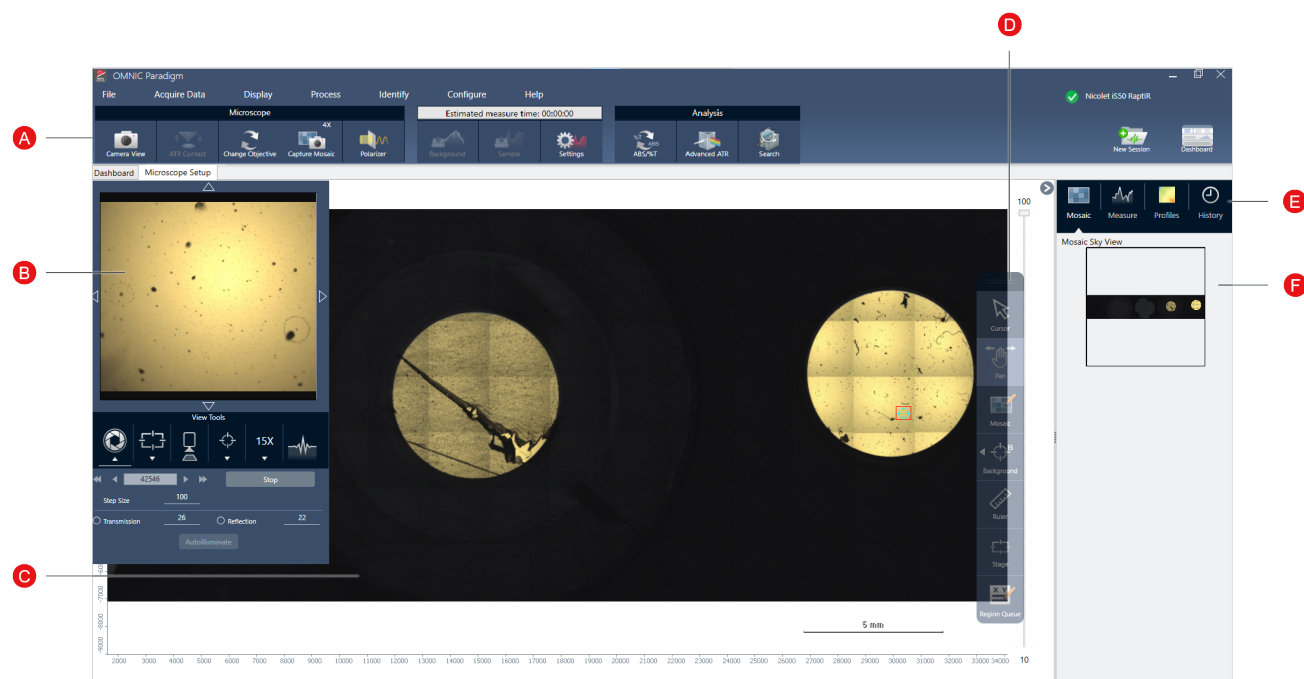 D
OMNIC Paradigm
File Acquire Data Display Process Identify Configure Help
Nicolet iS50 RaptIR
Microscope
Estimated measure time: 00:00:00
Analysis
A
4X
%T ABS
Camera View ATR Contact Change Objective Capture Mosaic Polarizer Background Sample Settings ABS/%T Advanced ATR Search New Session Dashboard
Dashboard Microscope Setup
100
E
Mosaic Measure Profiles History
Mosaic Sky View
B
F
Cursor
Pan
Mosaic
B
Background
Ruler
Stage
X Y
Region Queue
View Tools
15X
42546 Stop
Step Size 100
Transmission 26 Reflection 22
Autoilluminate
C
-6000
-7000
-8000
-9000
5 mm
2000 3000 4000 5000 6000 7000 8000 9000 10000 11000 12000 13000 14000 15000 16000 17000 18000 19000 20000 21000 22000 23000 24000 25000 26000 27000 28000 29000 30000 31000 32000 33000 34000 10